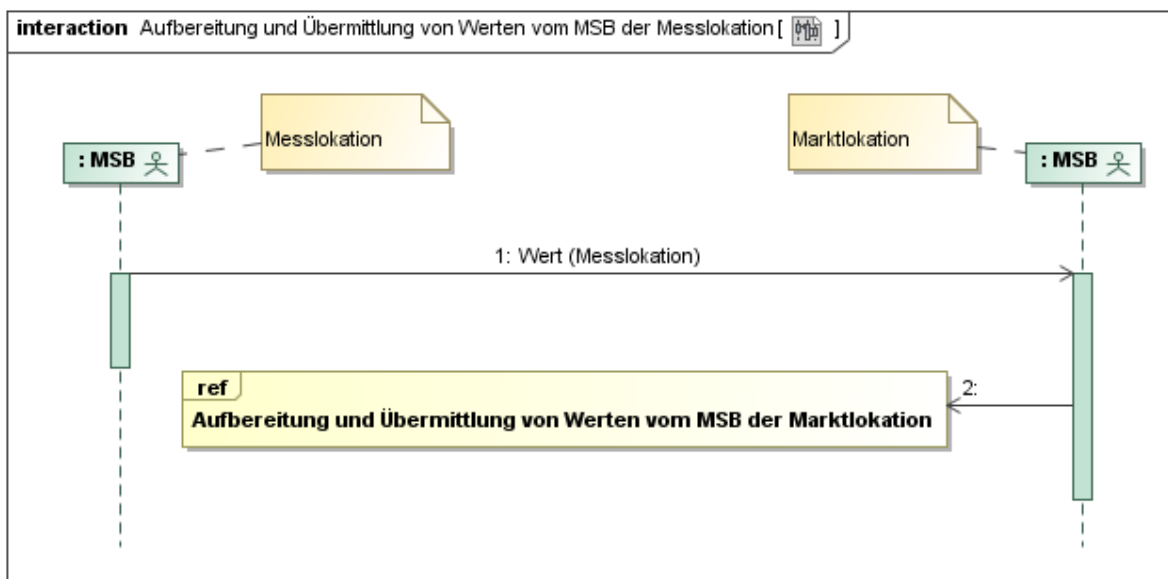 interaction Aufbereitung und Übermittlung von Werten vom MSB der Messlokation [ ]
Messlokation
Marktlokation
: MSB
: MSB
1: Wert (Messlokation)
ref
2:
Aufbereitung und Übermittlung von Werten vom MSB der Marktlokation